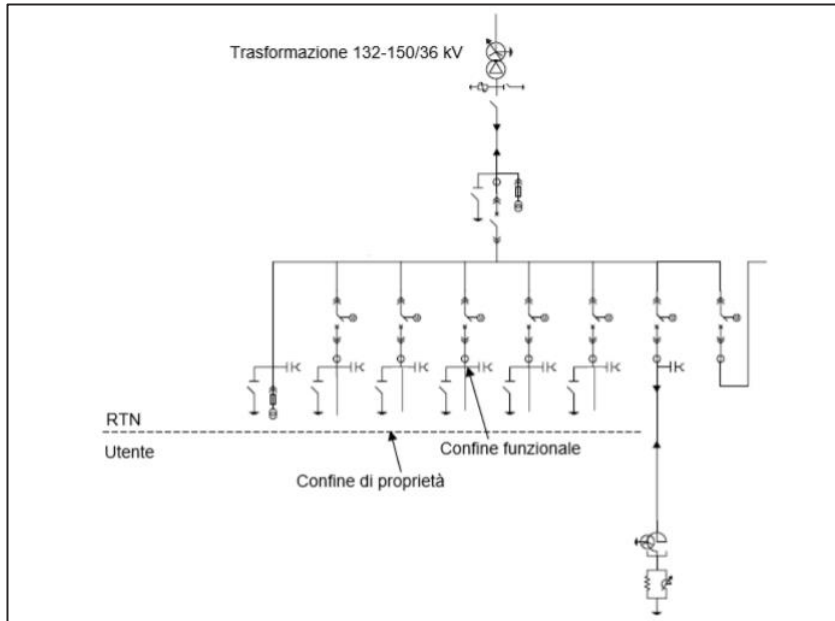 Trasformazione 132-150/36 kV
RTN
Utente
Confine funzionale
Confine di proprietà